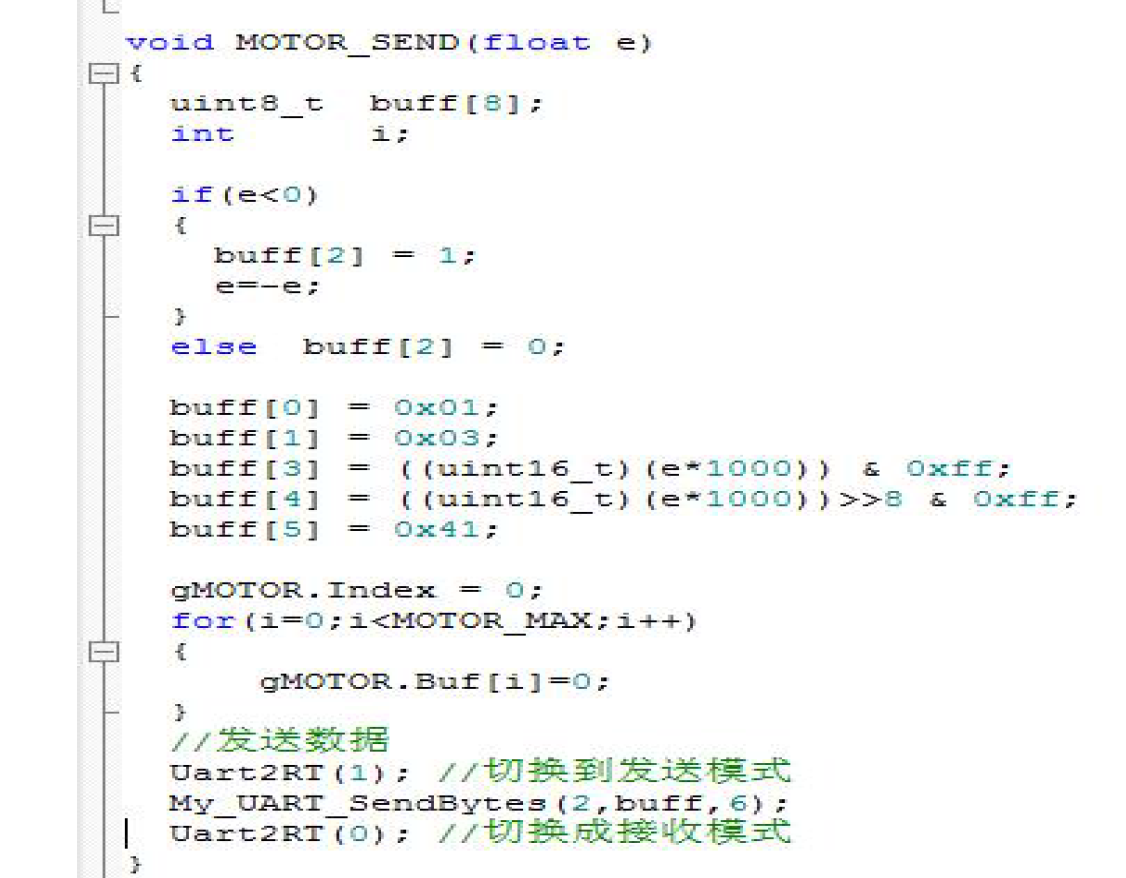 void MOTOR_SEND(float e)
{
uint8_t buff[8];
int i;
if(e<0)
{
buff[2] = 1;
e=-e;
}
else buff[2] = 0;
buff[0] = 0x01;
buff[1] = 0x03;
buff[3] = ((uint16_t)(e*1000)) & 0xff;
buff[4] = ((uint16_t)(e*1000))>>8 & 0xff;
buff[5] = 0x41;
gMOTOR.Index = 0;
for(i=0;i<MOTOR_MAX;i++)
{
gMOTOR.Buf[i]=0;
}
//发送数据
Uart2RT(1); //切换到发送模式
My_UART_SendBytes(2,buff,6);
Uart2RT(0); //切换成接收模式
}